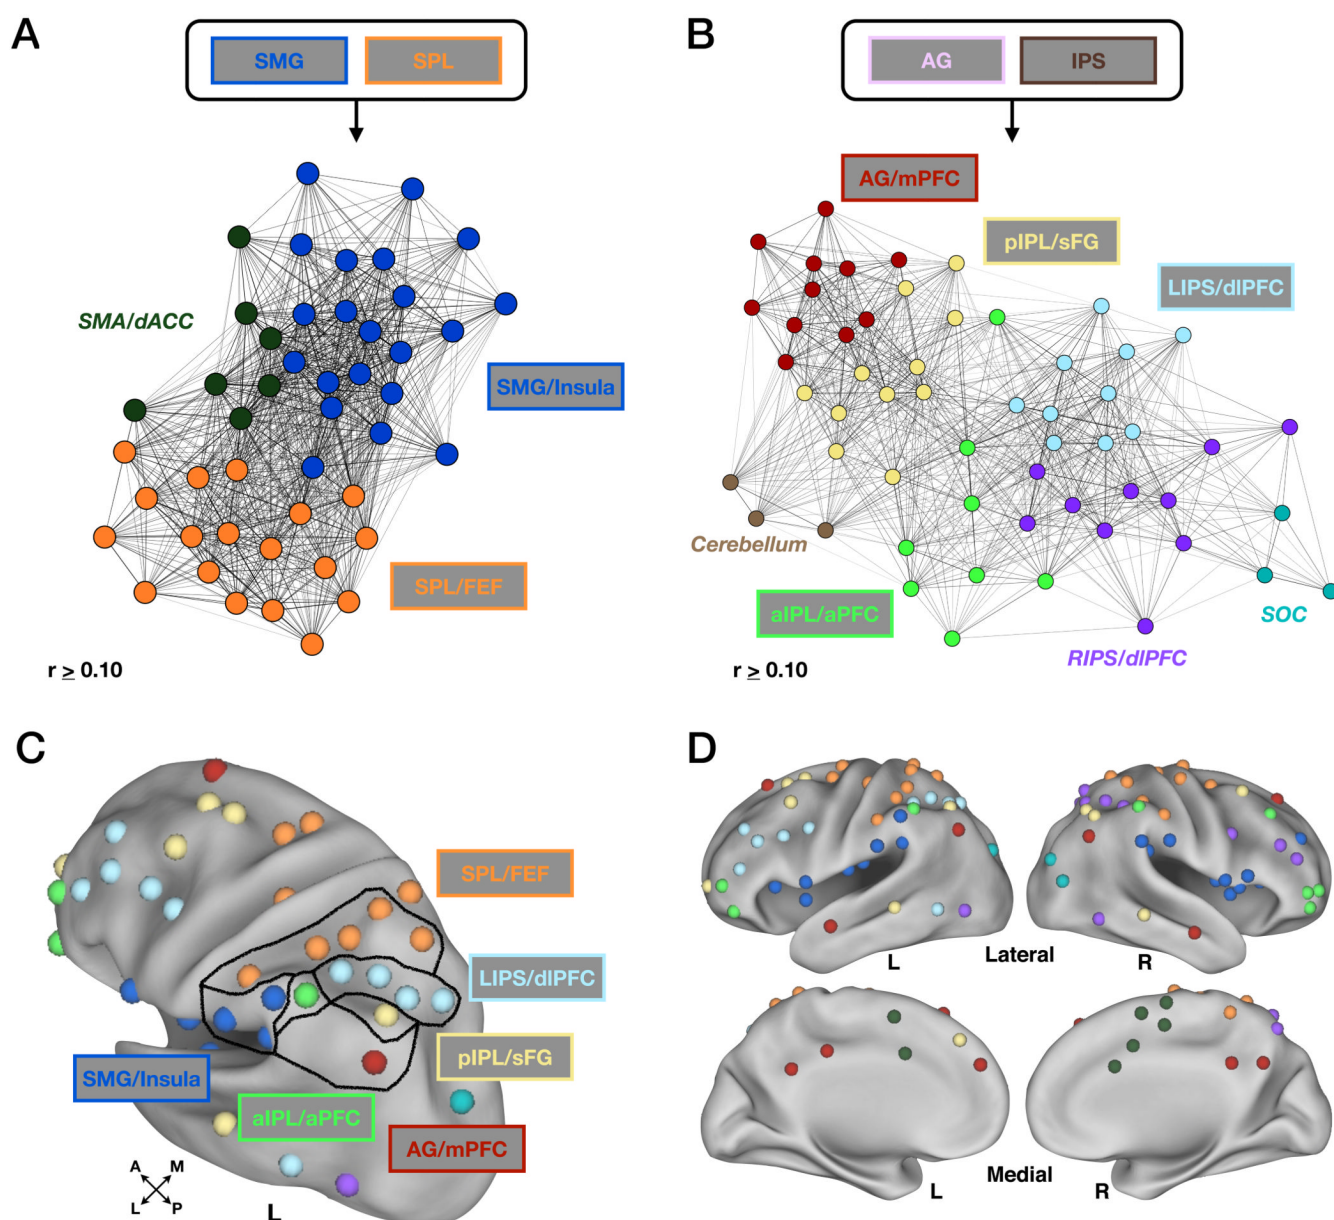 A
SMG SPL
SMA/dACC
SMG/Insula
SPL/FEF
r ≥ 0.10
B
AG IPS
AG/mPFC
pIPL/sFG
LIPS/dlPFC
Cerebellum
aIPL/aPFC
RIPS/dlPFC
SOC
r ≥ 0.10
C
SPL/FEF
LIPS/dlPFC
pIPL/sFG
SMG/Insula
aIPL/aPFC
AG/mPFC
A M
L P
L
D
L Lateral R
L Medial R